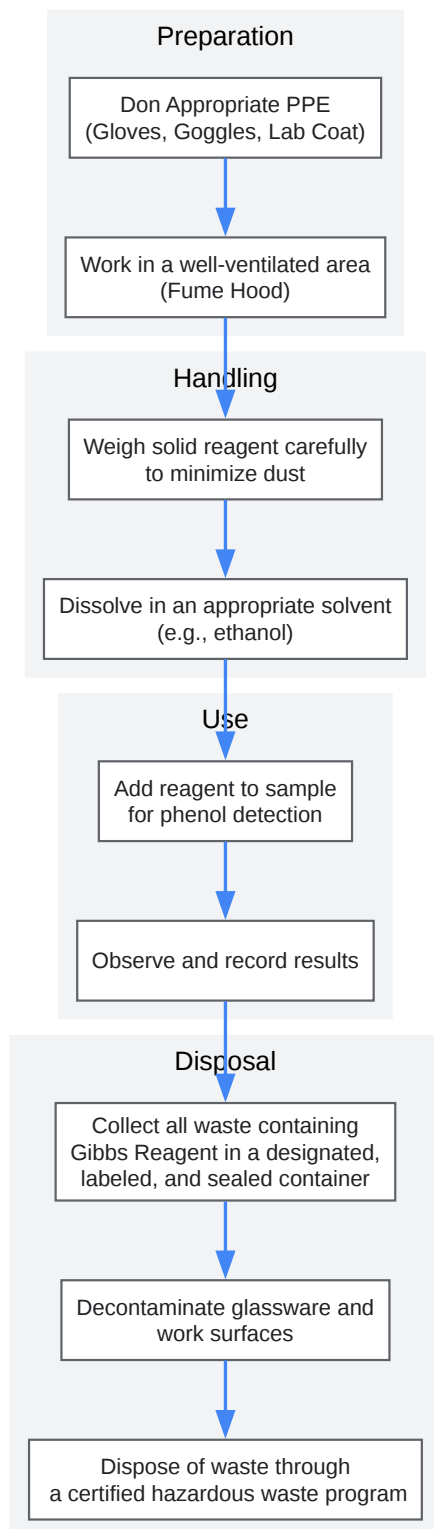 Preparation
Don Appropriate PPE
(Gloves, Goggles, Lab Coat)
Work in a well-ventilated area
(Fume Hood)
Handling
Weigh solid reagent carefully
to minimize dust
Dissolve in an appropriate solvent
(e.g., ethanol)
Use
Add reagent to sample
for phenol detection
Observe and record results
Disposal
Collect all waste containing
Gibbs Reagent in a designated,
labeled, and sealed container
Decontaminate glassware and
work surfaces
Dispose of waste through
a certified hazardous waste program